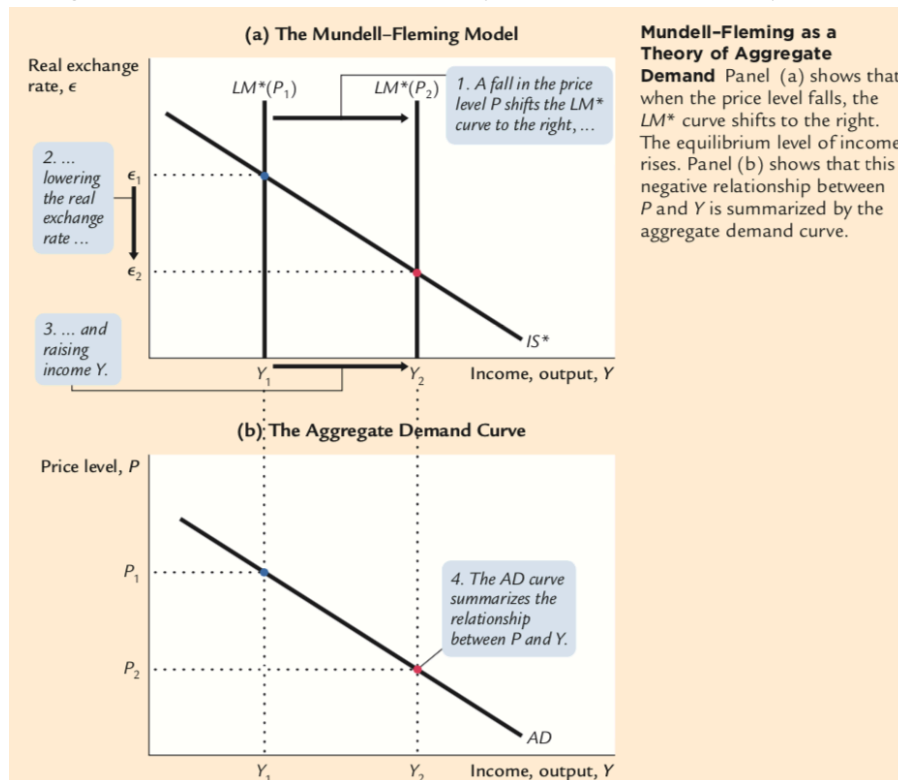 (a) The Mundell–Fleming Model
Real exchange
rate, ϵ
LM*(P₁)
LM*(P₂)
1. A fall in the price
level P shifts the LM*
curve to the right, ...
2. ...
lowering
the real
exchange
rate ...
ϵ₁
ϵ₂
3. ... and
raising
income Y.
IS*
Y₁
Y₂
Income, output, Y
(b) The Aggregate Demand Curve
Price level, P
P₁
P₂
4. The AD curve
summarizes the
relationship
between P and Y.
AD
Y₁
Y₂
Income, output, Y
Mundell–Fleming as a
Theory of Aggregate
Demand Panel (a) shows that
when the price level falls, the
LM* curve shifts to the right.
The equilibrium level of income
rises. Panel (b) shows that this
negative relationship between
P and Y is summarized by the
aggregate demand curve.